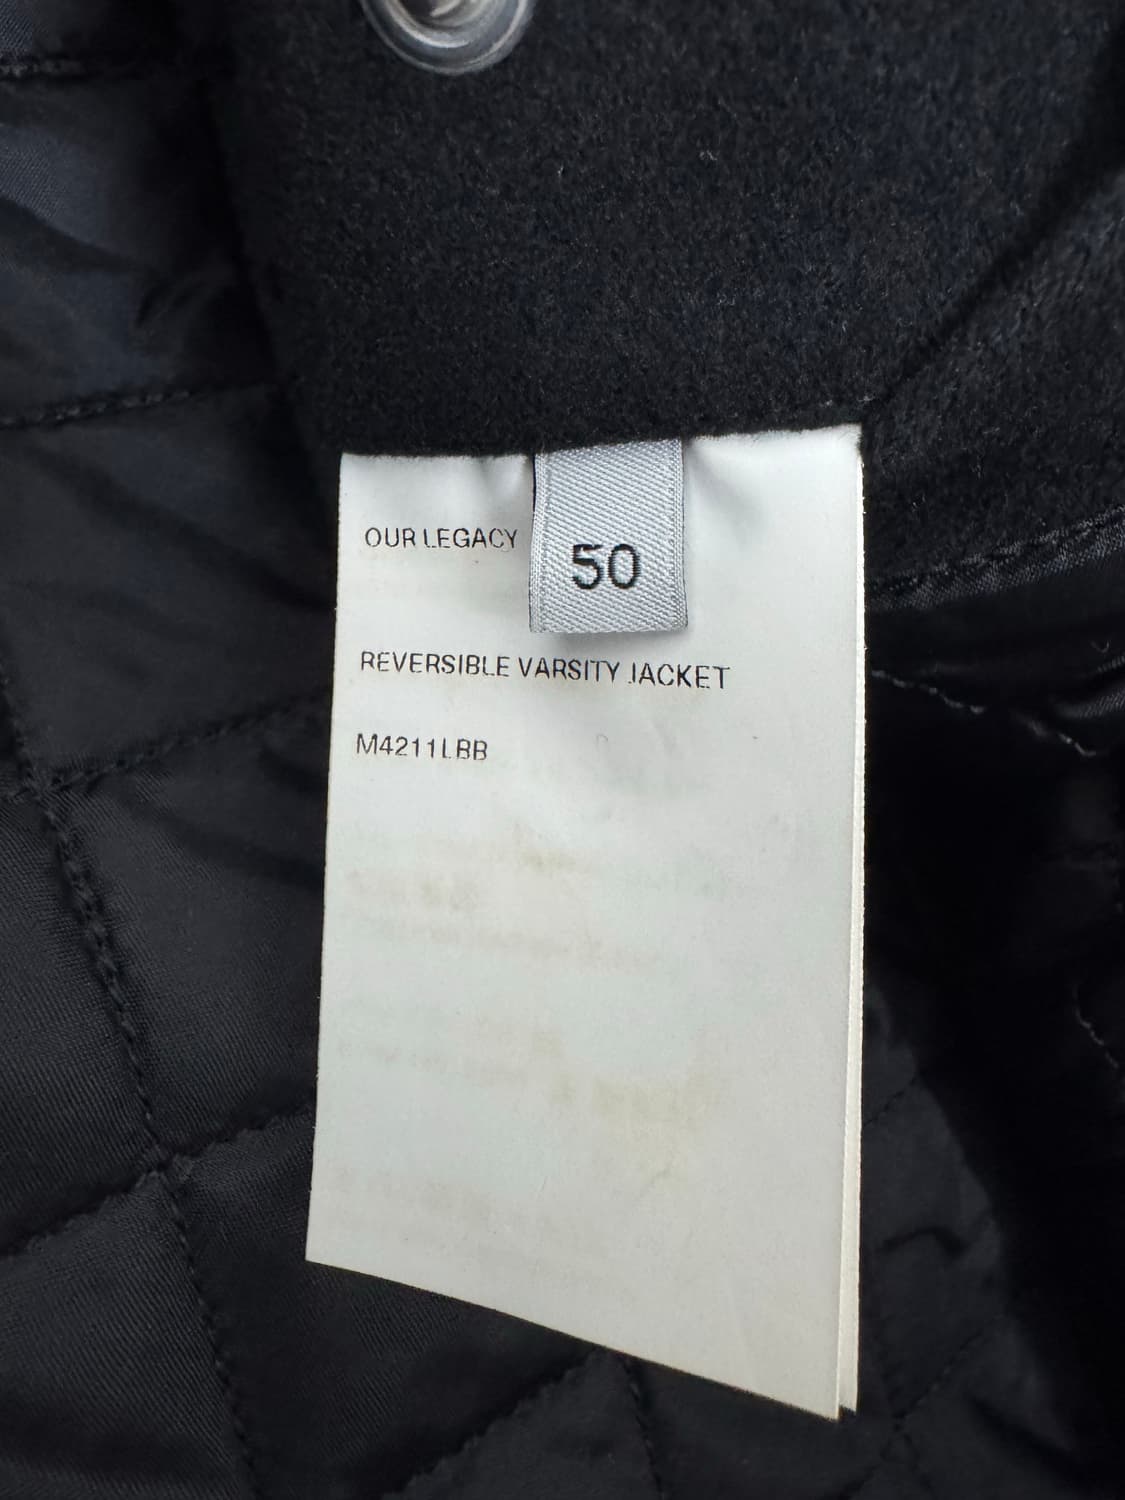 OUR LEGACY
50
REVERSIBLE VARSITY JACKET
M4211LBB